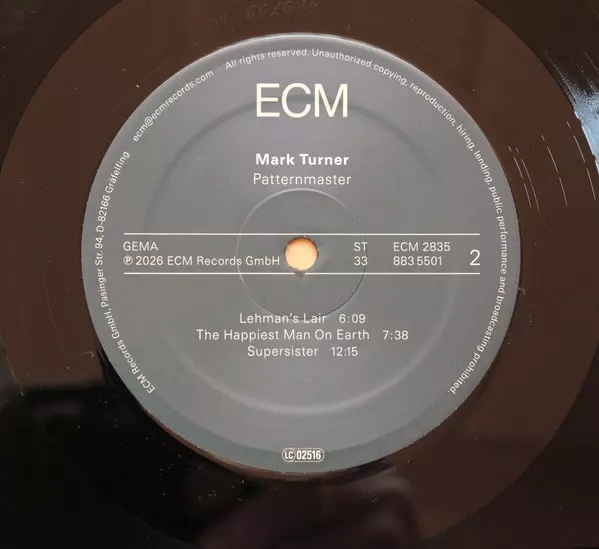 All rights reserved. Unauthorized copying, reproduction, hiring, lending, public performance and broadcasting prohibited.
ecm@ecmrecords.com
ECM Records GmbH, Pasinger Str. 94, D-82166 Gräfelfing
ECM
Mark Turner
Patternmaster
GEMA ST ECM 2835
℗ 2026 ECM Records GmbH 33 883 5501 2
Lehman's Lair 6:09
The Happiest Man On Earth 7:38
Supersister 12:15
LC 02516